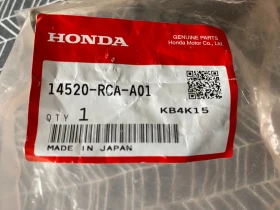 HONDA
GENUINE PARTS
Honda Motor Co., Ltd.
14520-RCA-A01
QTY 1
KB4K15
MADE IN JAPAN